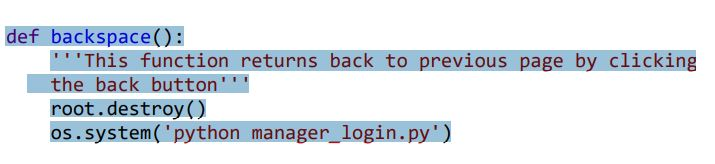 def backspace():
'''This function returns back to previous page by clicking
the back button'''
root.destroy()
os.system('python manager_login.py')